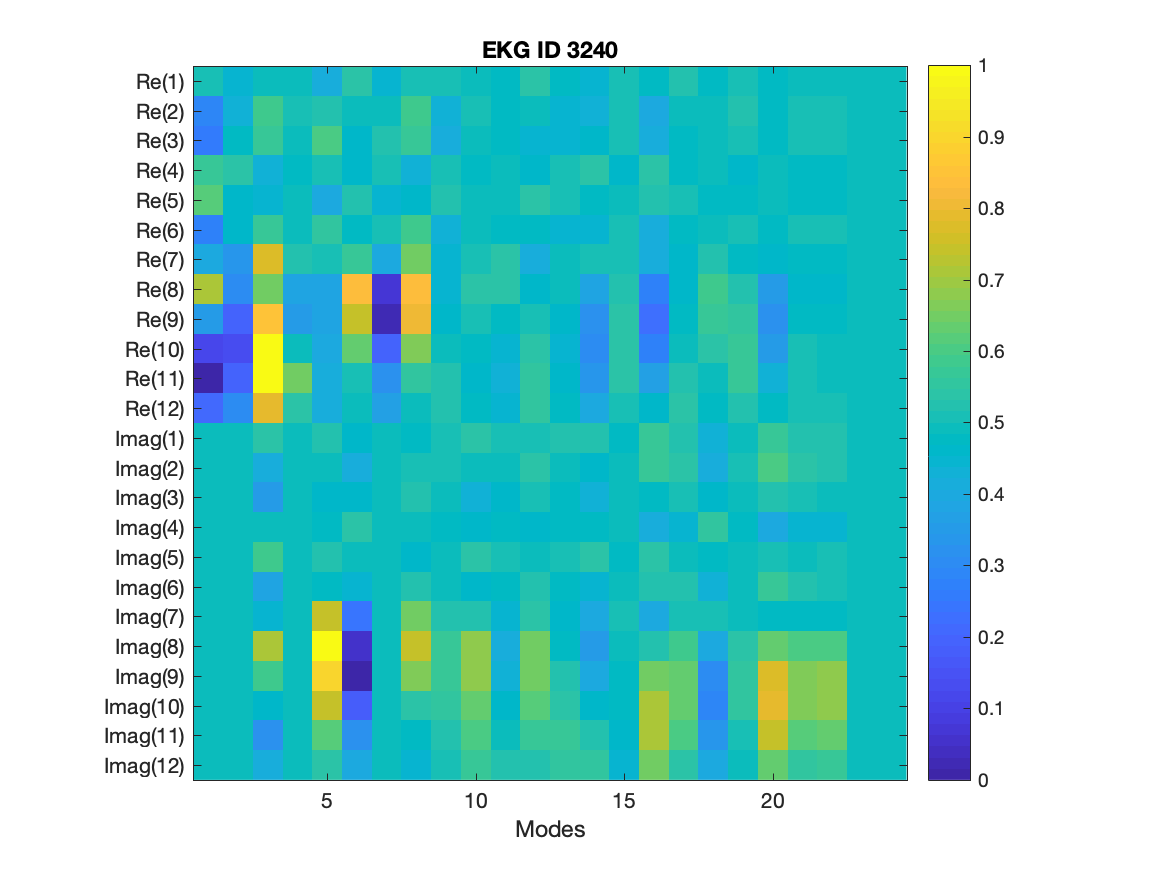 EKG ID 3240
Re(1)
Re(2)
Re(3)
Re(4)
Re(5)
Re(6)
Re(7)
Re(8)
Re(9)
Re(10)
Re(11)
Re(12)
Imag(1)
Imag(2)
Imag(3)
Imag(4)
Imag(5)
Imag(6)
Imag(7)
Imag(8)
Imag(9)
Imag(10)
Imag(11)
Imag(12)
5 10 15 20
Modes
1
0.9
0.8
0.7
0.6
0.5
0.4
0.3
0.2
0.1
0